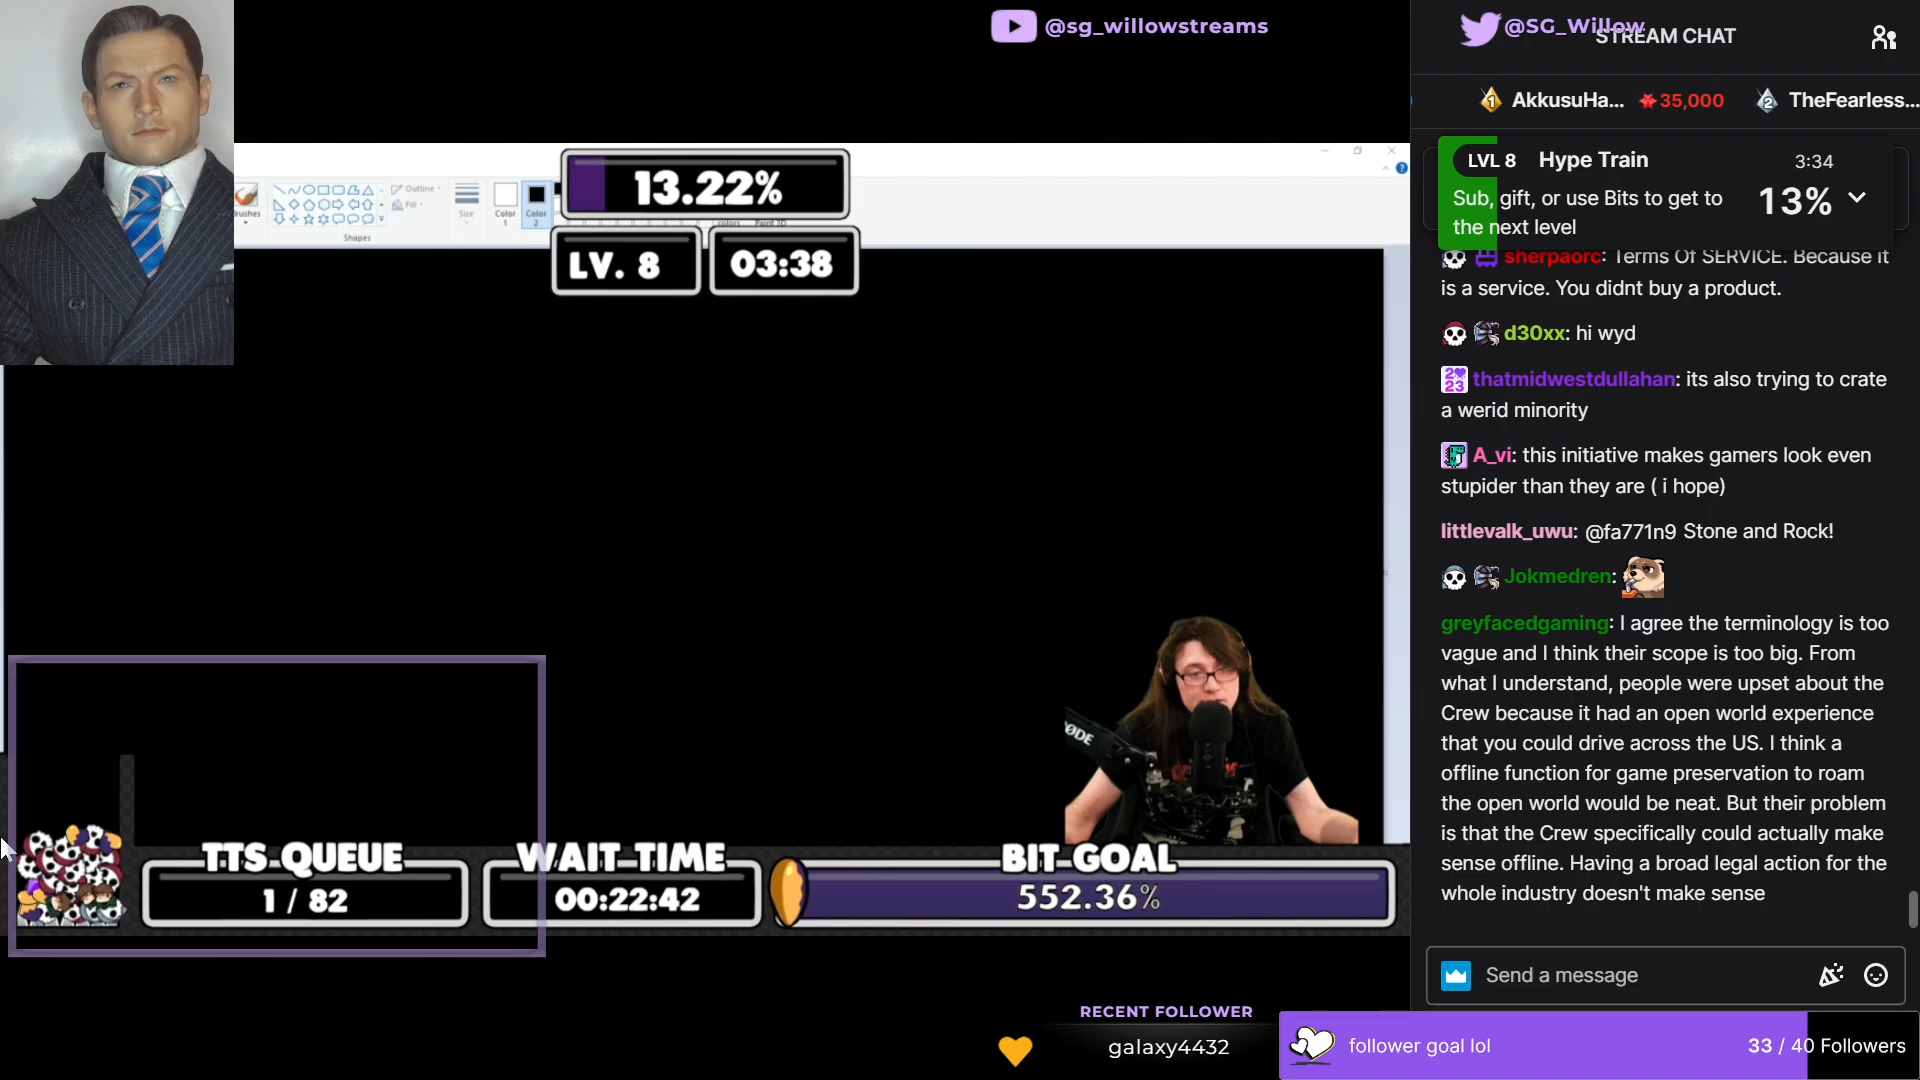 @sg_willowstreams
@SG_Willow
STREAM CHAT
AkkusuHa... 35,000
TheFearless...
LVL 8 Hype Train 3:34
Sub, gift, or use Bits to get to
the next level
13%
sherpaorc: Terms Of SERVICE. Because it
is a service. You didnt buy a product.
d30xx: hi wyd
thatmidwestdullahan: its also trying to crate
a werid minority
A_vi: this initiative makes gamers look even
stupider than they are ( i hope)
littlevalk_uwu: @fa771n9 Stone and Rock!
Jokmedren:
greyfacedgaming: I agree the terminology is too
vague and I think their scope is too big. From
what I understand, people were upset about the
Crew because it had an open world experience
that you could drive across the US. I think a
offline function for game preservation to roam
the open world would be neat. But their problem
is that the Crew specifically could actually make
sense offline. Having a broad legal action for the
whole industry doesn't make sense
Send a message
13.22%
LV. 8
03:38
Outline
Fill
Shapes
Size
Color
1
Color
2
TTS QUEUE
1 / 82
WAIT TIME
00:22:42
BIT GOAL
552.36%
RECENT FOLLOWER
galaxy4432
follower goal lol
33 / 40 Followers